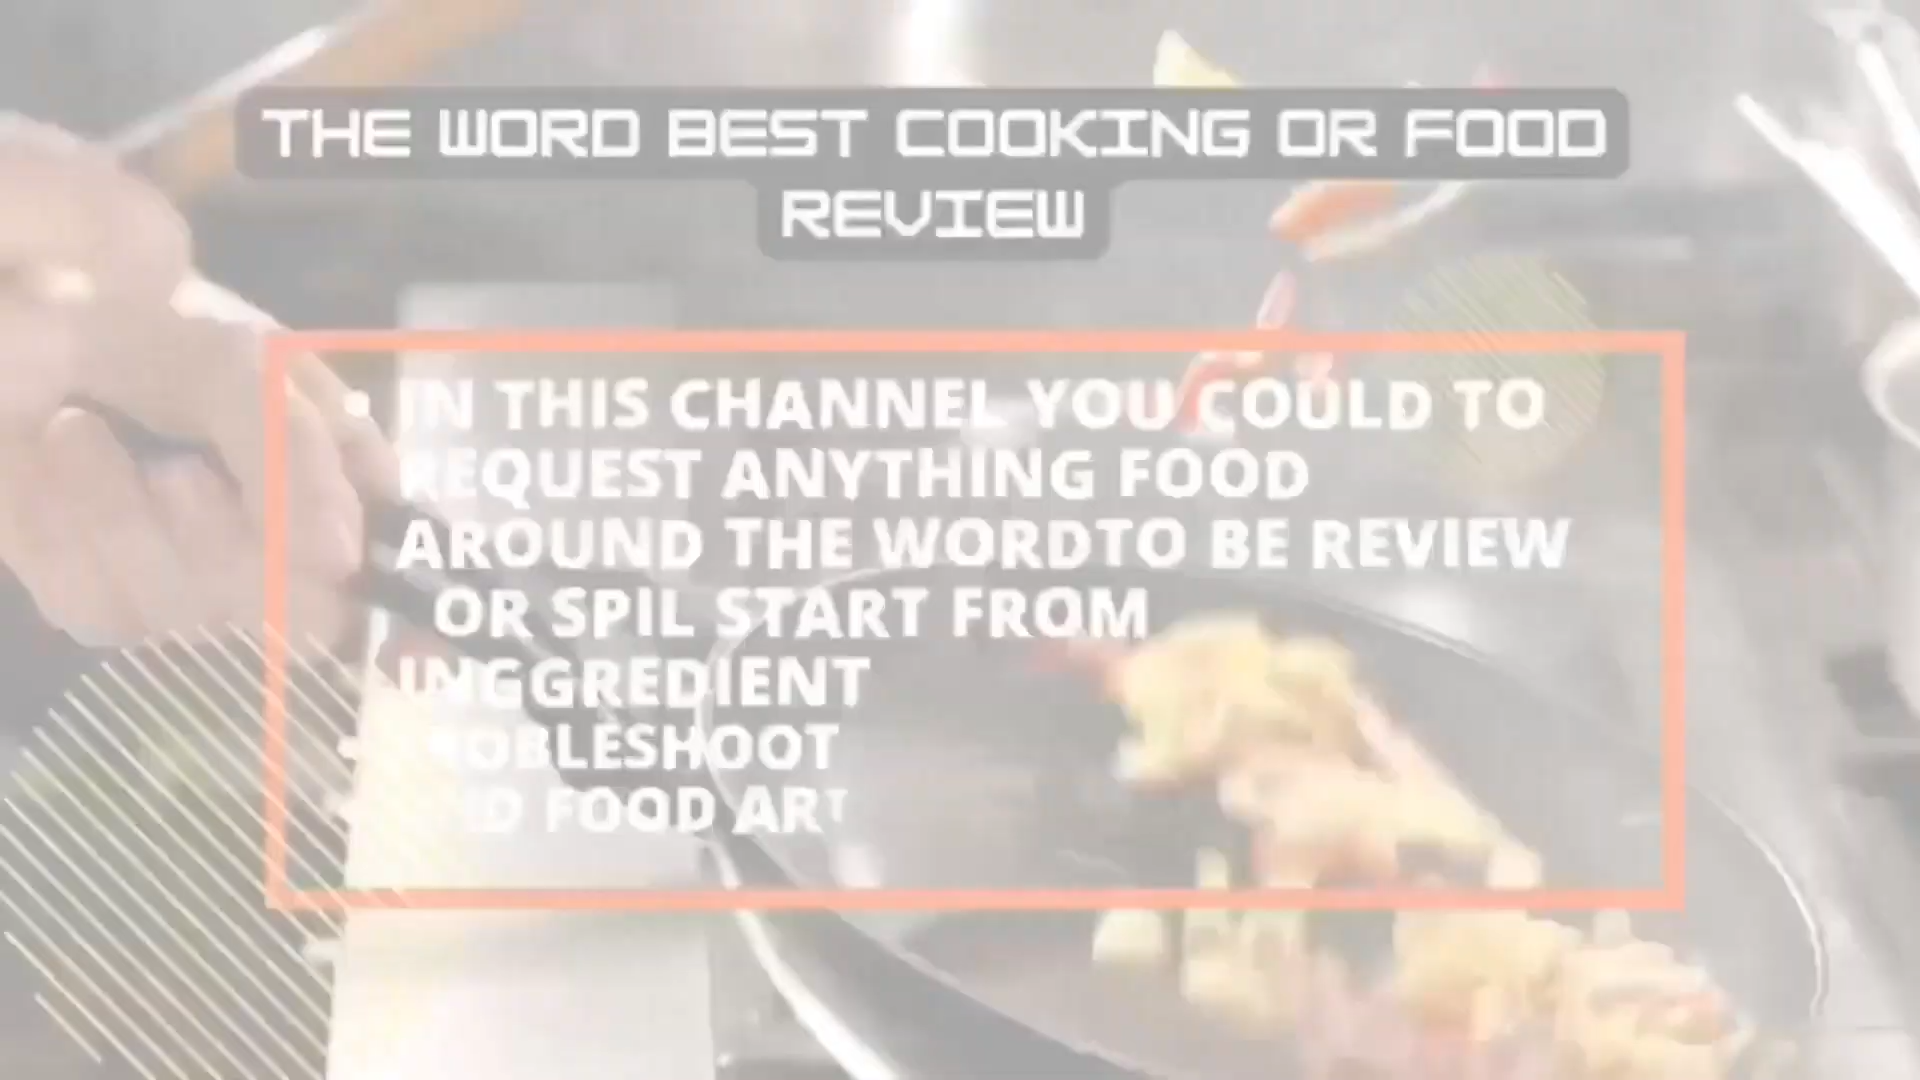 THE WORD BEST COOKING OR FOOD
REVIEW
• IN THIS CHANNEL YOU COULD TO
REQUEST ANYTHING FOOD
AROUND THE WORDTO BE REVIEW
OR SPIL START FROM
INGGREDIENT
FOOD ART